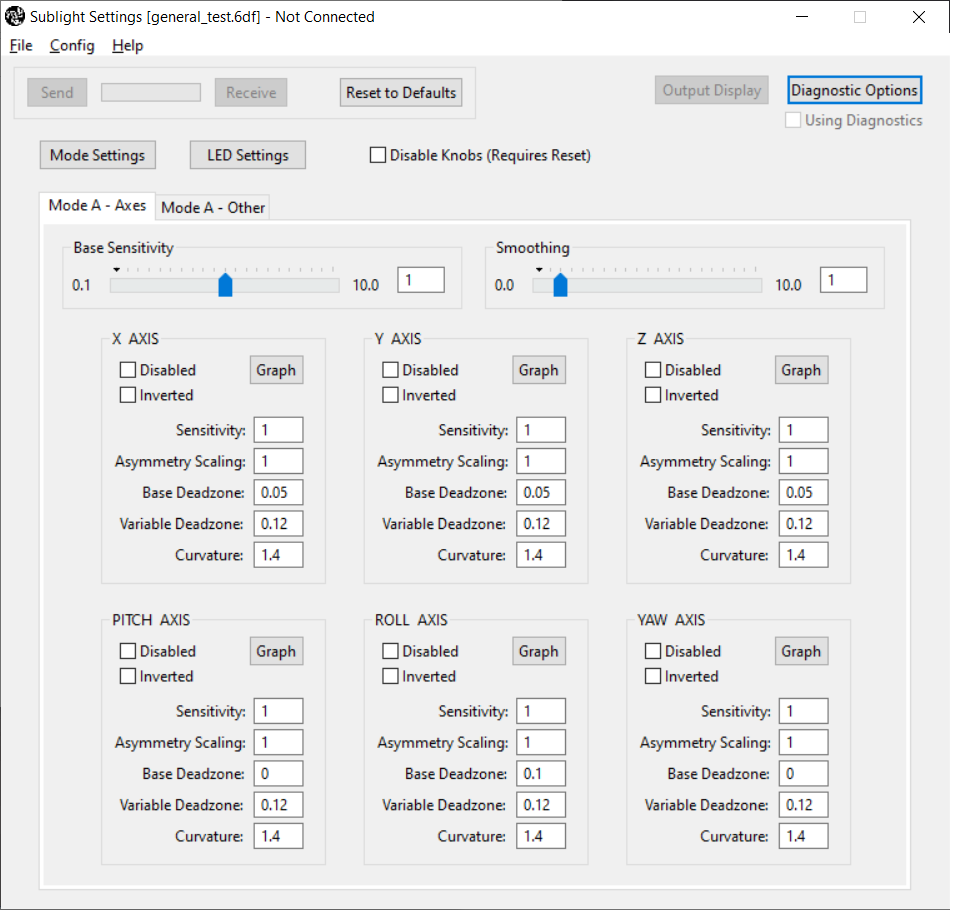 Sublight Settings [general_test.6df] - Not Connected
File Config Help
Send Receive Reset to Defaults Output Display Diagnostic Options
Using Diagnostics
Mode Settings LED Settings Disable Knobs (Requires Reset)
Mode A - Axes Mode A - Other
Base Sensitivity Smoothing
0.1 10.0 1 0.0 10.0 1
X AXIS Y AXIS Z AXIS
Disabled Graph Disabled Graph Disabled Graph
Inverted Inverted Inverted
Sensitivity: 1 Sensitivity: 1 Sensitivity: 1
Asymmetry Scaling: 1 Asymmetry Scaling: 1 Asymmetry Scaling: 1
Base Deadzone: 0.05 Base Deadzone: 0.05 Base Deadzone: 0.05
Variable Deadzone: 0.12 Variable Deadzone: 0.12 Variable Deadzone: 0.12
Curvature: 1.4 Curvature: 1.4 Curvature: 1.4
PITCH AXIS ROLL AXIS YAW AXIS
Disabled Graph Disabled Graph Disabled Graph
Inverted Inverted Inverted
Sensitivity: 1 Sensitivity: 1 Sensitivity: 1
Asymmetry Scaling: 1 Asymmetry Scaling: 1 Asymmetry Scaling: 1
Base Deadzone: 0 Base Deadzone: 0.1 Base Deadzone: 0
Variable Deadzone: 0.12 Variable Deadzone: 0.12 Variable Deadzone: 0.12
Curvature: 1.4 Curvature: 1.4 Curvature: 1.4